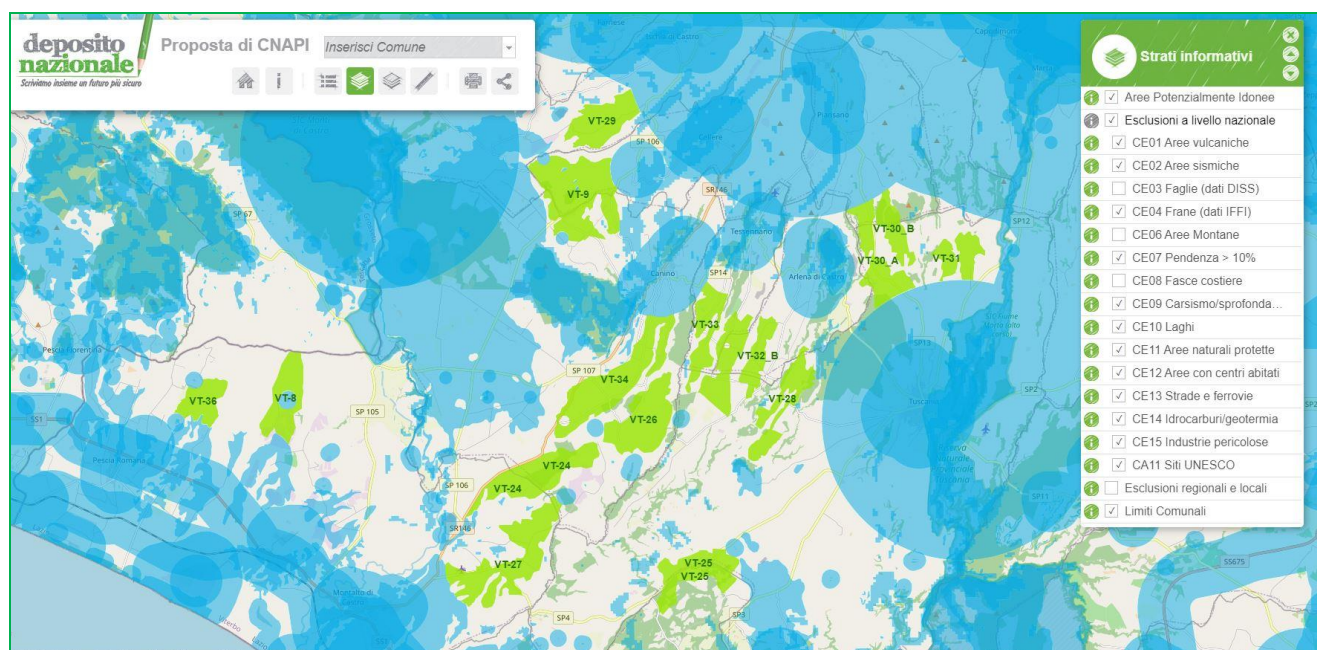 deposito
nazionale
Scriviamo insieme un futuro più sicuro
Proposta di CNAPI
Inserisci Comune
Strati informativi
Aree Potenzialmente Idonee
Esclusioni a livello nazionale
CE01 Aree vulcaniche
CE02 Aree sismiche
CE03 Faglie (dati DISS)
CE04 Frane (dati IFFI)
CE06 Aree Montane
CE07 Pendenza > 10%
CE08 Fasce costiere
CE09 Carsismo/sprofonda...
CE10 Laghi
CE11 Aree naturali protette
CE12 Aree con centri abitati
CE13 Strade e ferrovie
CE14 Idrocarburi/geotermia
CE15 Industrie pericolose
CA11 Siti UNESCO
Esclusioni regionali e locali
Limiti Comunali
VT-29
SP 106
VT-9
SR146
SP 67
Tessennano
VT-30_B
SP12
Canino
SP14
Arlena di Castro
VT-30_A
VT-31
VT-33
SP13
Pescia Fiorentina
SP 107
VT-32_B
VT-34
SP2
VT-36
VT-8
VT-28
SS1
SP 105
VT-26
Pescia Romana
VT-24
SP 106
VT-24
SP11
SR146
VT-27
VT-25
VT-25
SS675
Montalto di
SP4
SP3
Viterbo